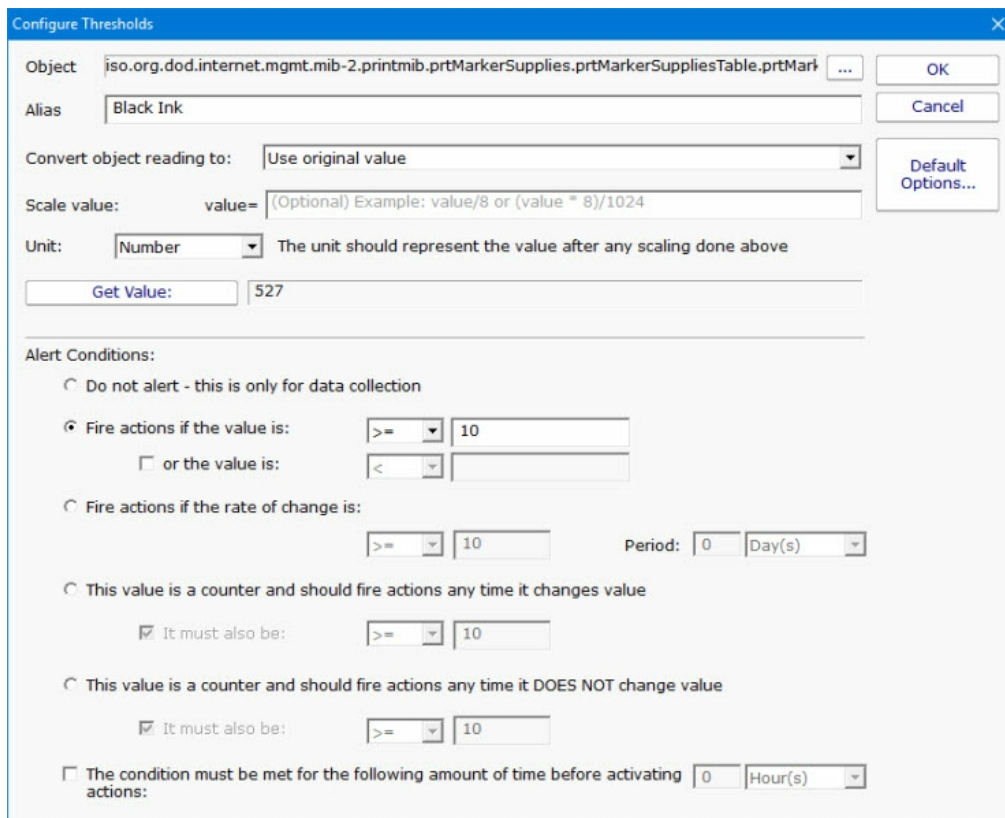 Configure Thresholds
Object iso.org.dod.internet.mgmt.mib-2.printmib.prtMarkerSupplies.prtMarkerSuppliesTable.prtMark ... OK
Alias Black Ink Cancel
Convert object reading to: Use original value
Default Options...
Scale value: value= (Optional) Example: value/8 or (value * 8)/1024
Unit: Number The unit should represent the value after any scaling done above
Get Value: 527
Alert Conditions:
Do not alert - this is only for data collection
Fire actions if the value is: >= 10
or the value is: <
Fire actions if the rate of change is:
>= 10 Period: 0 Day(s)
This value is a counter and should fire actions any time it changes value
It must also be: >= 10
This value is a counter and should fire actions any time it DOES NOT change value
It must also be: >= 10
The condition must be met for the following amount of time before activating 0 Hour(s)
actions: